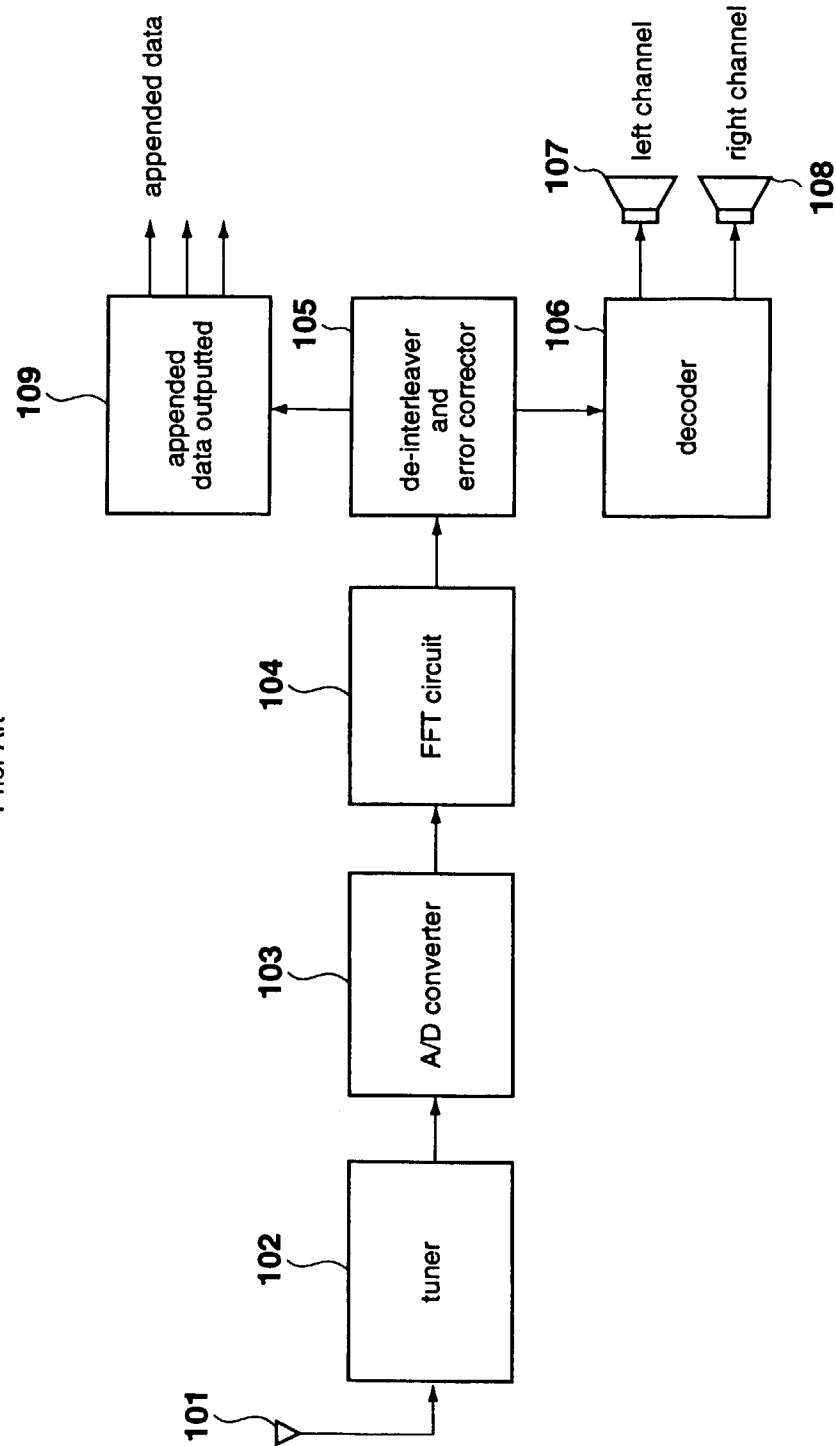 Prior Art
101
102
tuner
103
A/D converter
104
FFT circuit
109
appended
data outputted
appended data
105
de-interleaver
and
error corrector
106
decoder
107
left channel
right channel
108